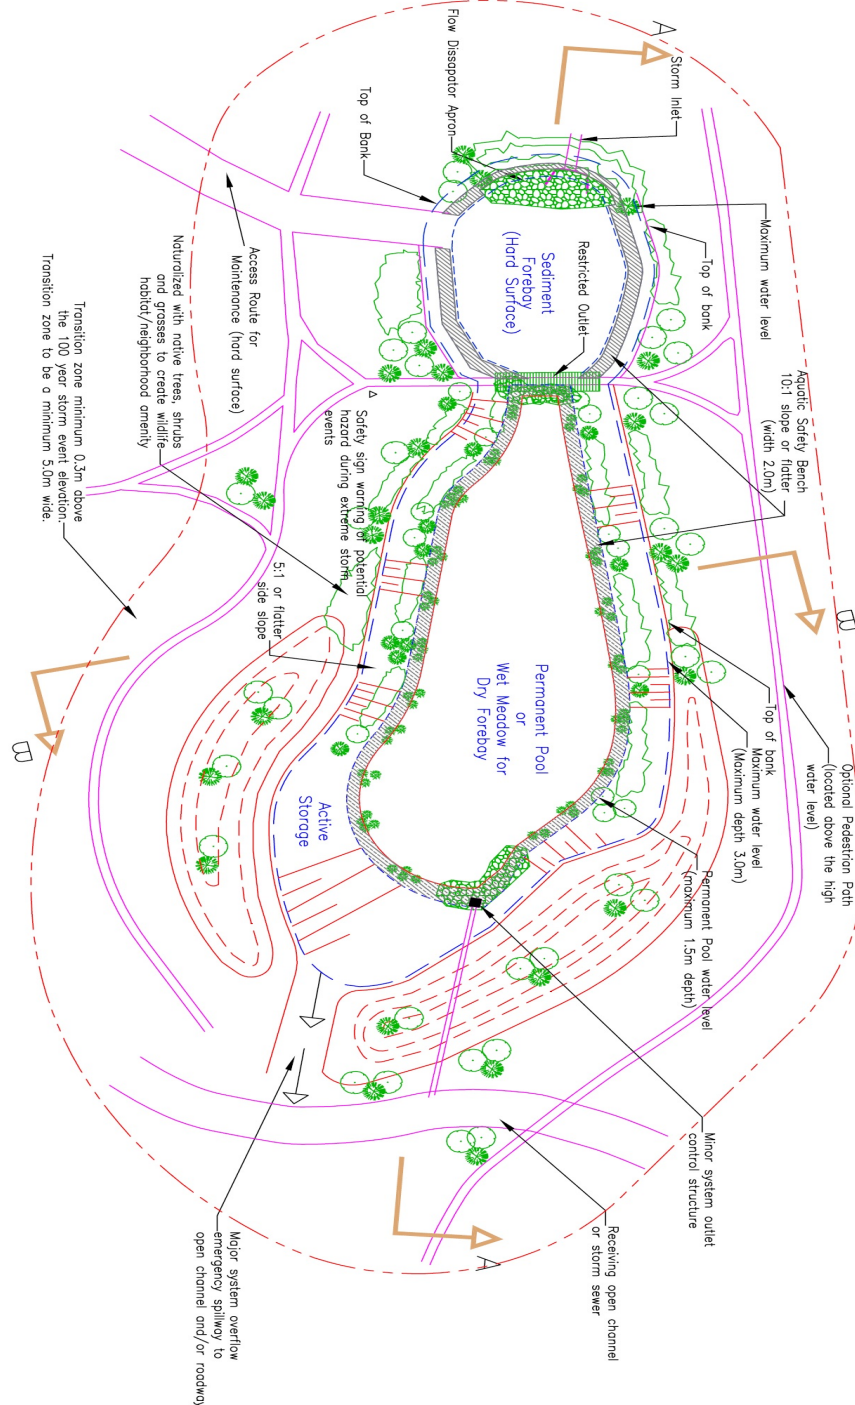 A
Storm Inlet
Flow Dissapator Apron
Top of Bank
Maximum water level
Top of bank
Aquatic Safety Bench
10:1 slope or flatter
(width 2.0m)
Restricted Outlet
Sediment
Forebay
(Hard Surface)
Access Route for
Maintenance (hard surface)
Naturalized with native trees, shrubs
and grasses to create wildlife
habitat/neighborhood amenity
Transition zone minimum 0.3m above
the 100 year storm event elevation.
Transition zone to be a minimum 5.0m wide.
Safety sign warning of potential
hazard during extreme storm
events
5:1 or flatter
side slope
B
B
Optional Pedestrian Path
(located above the high
water level)
Top of bank
Maximum water level
(Maximum depth 3.0m)
Permanent Pool water level
(maximum 1.5m depth)
Permanent Pool
or
Wet Meadow for
Dry Forebay
Active
Storage
Minor system outlet
control structure
Receiving open channel
or storm sewer
A
Major system overflow
emergency spillway to
open channel and/or roadway